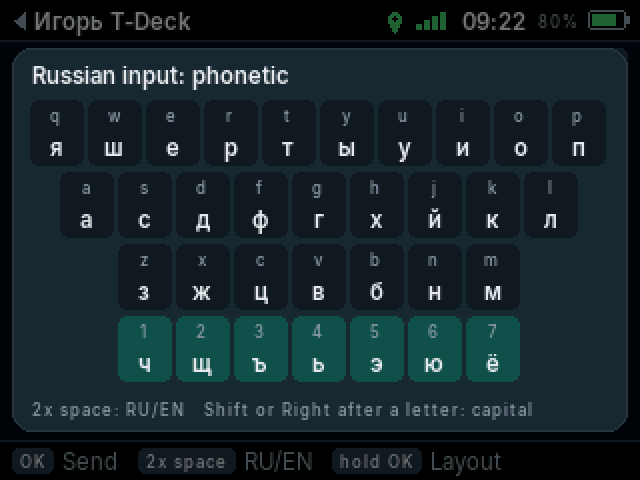 Игорь T-Deck 09:22 80%
Russian input: phonetic
q w e r t y u i o p
я ш е р т ы у и о п
a s d f g h j k l
а с д ф г х й к л
z x c v b n m
з ж ц в б н м
1 2 3 4 5 6 7
ч щ ъ ь э ю ё
2x space: RU/EN Shift or Right after a letter: capital
OK Send 2x space RU/EN hold OK Layout